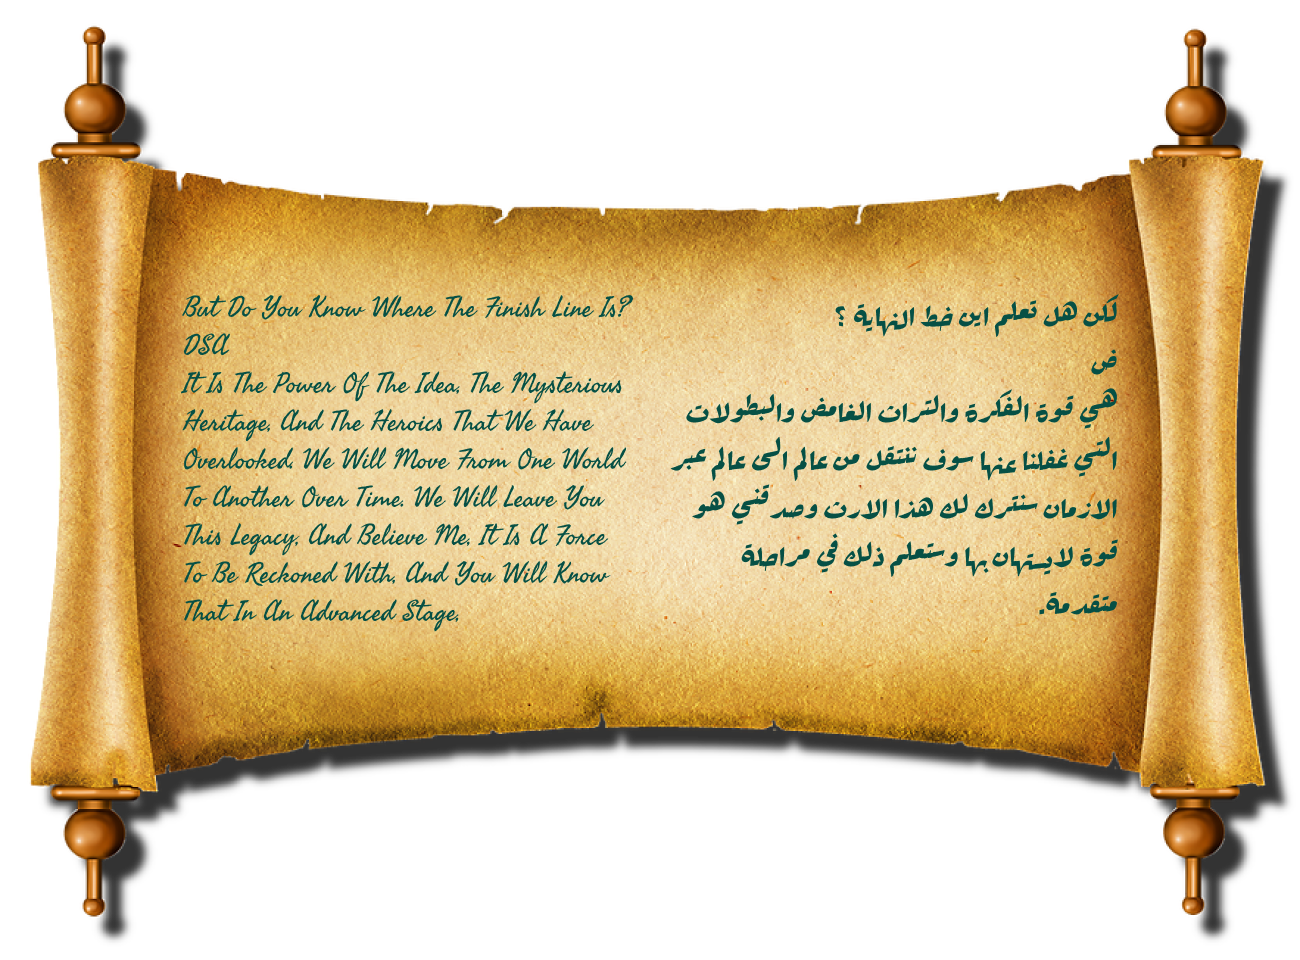 But Do You Know Where The Finish Line Is?
DSA
It Is The Power Of The Idea, The Mysterious
Heritage, And The Heroics That We Have
Overlooked, We Will Move From One World
To Another Over Time. We Will Leave You
This Legacy, And Believe Me, It Is A Force
To Be Reckoned With, And You Will Know
That In An Advanced Stage,
لكن هل تعلم اين خط النهاية ؟
ض
هي قوة الفكرة والتراث الغامض والبطولات
التي غفلنا عنها سوف ننتقل من عالم الى عالم عبر
الازمان سنترك لك هذا الارث وصدقني هو
قوة لايستهان بها وستعلم ذلك في مراحلة
متقدمة.